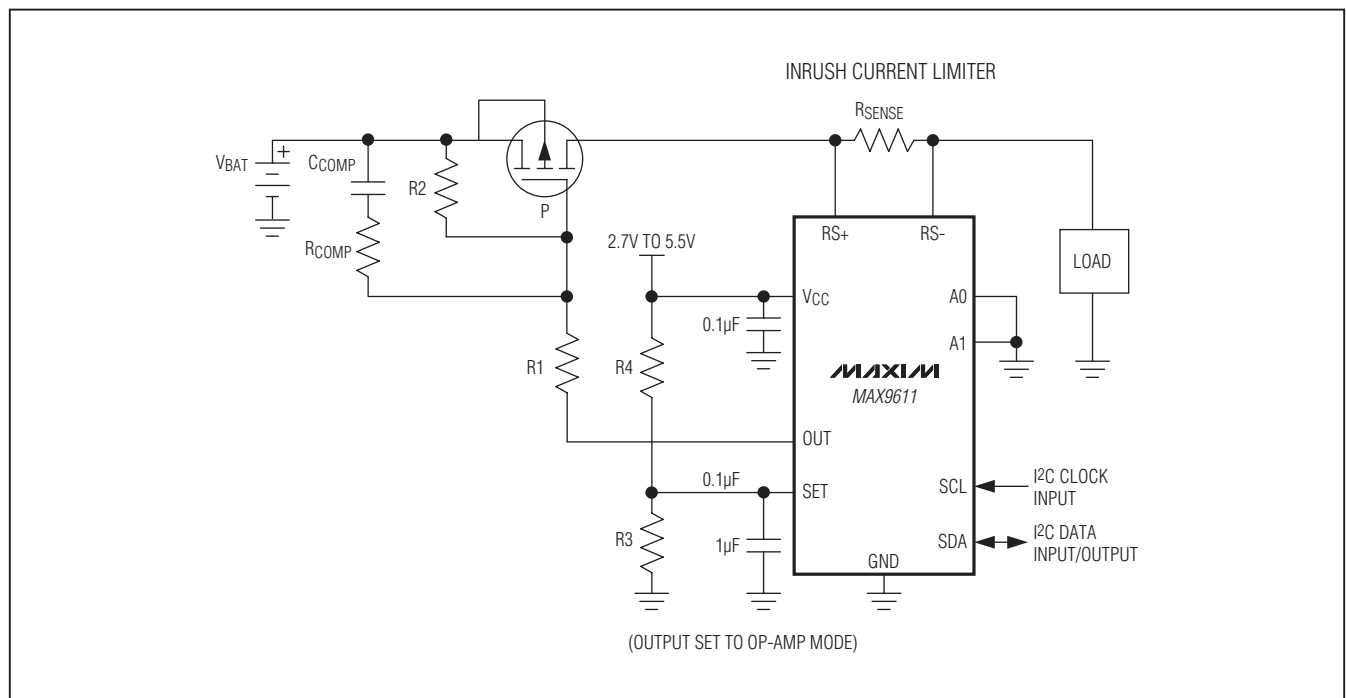 INRUSH CURRENT LIMITER
RSENSE
VBAT
+
CCOMP
R2
P
RCOMP
2.7V TO 5.5V
RS+
RS-
LOAD
VCC
A0
0.1µF
A1
R1
R4
MAXIM
MAX9611
OUT
0.1µF
SET
SCL
I²C CLOCK
INPUT
R3
1µF
SDA
I²C DATA
INPUT/OUTPUT
GND
(OUTPUT SET TO OP-AMP MODE)